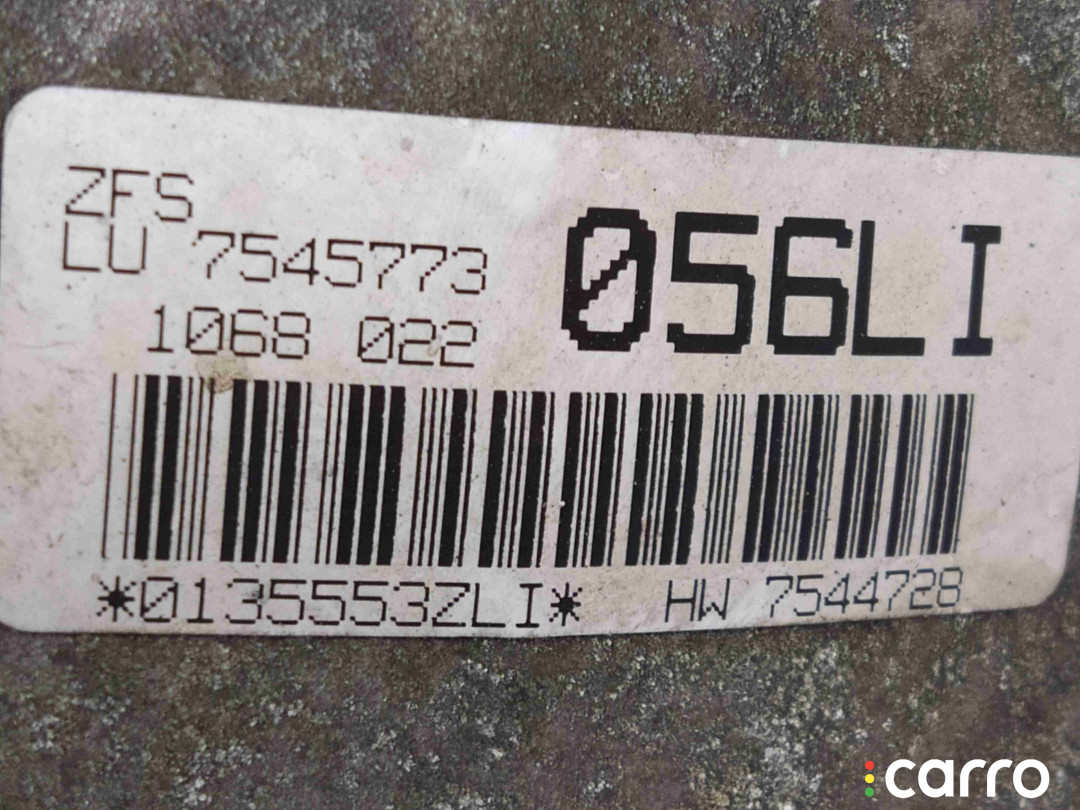 ZFS
LU 7545773
1068 022
056LI
*0135553ZLI*
HW 7544728
carro